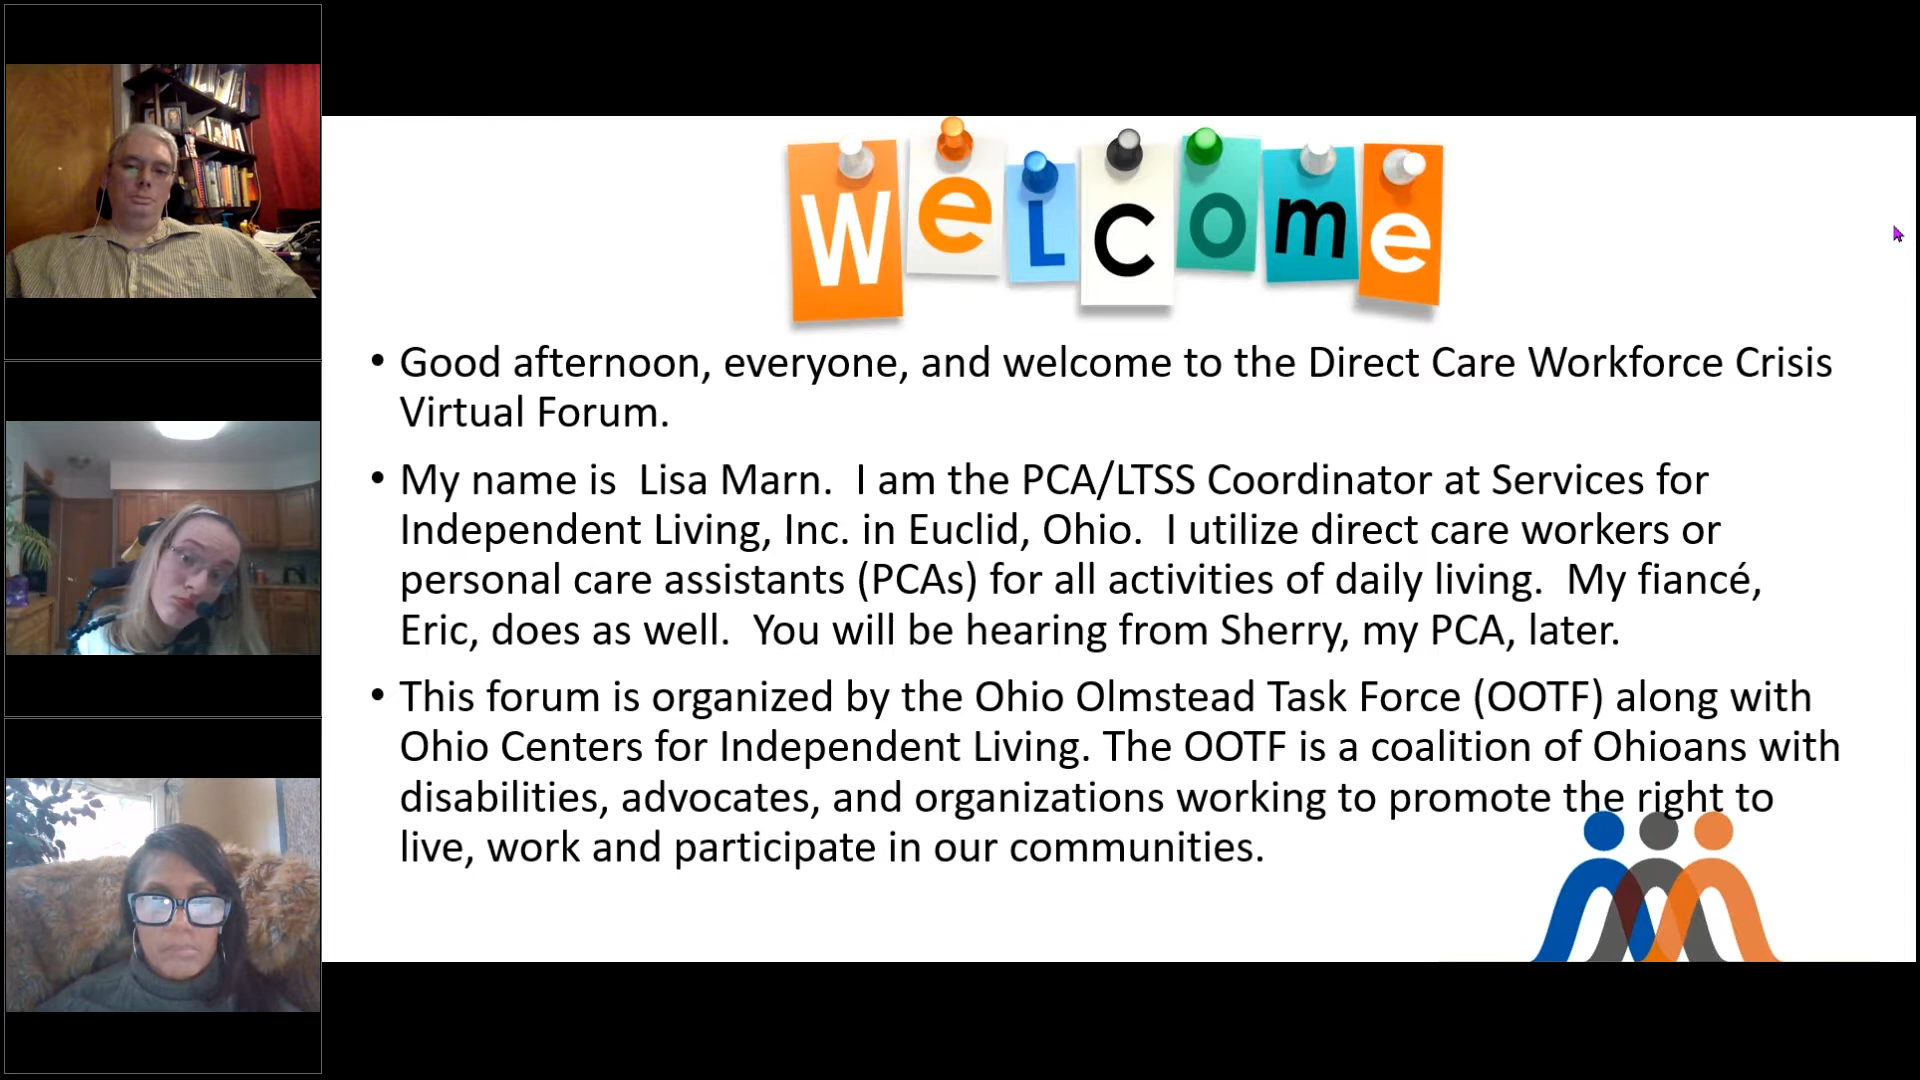 WeLcome
• Good afternoon, everyone, and welcome to the Direct Care Workforce Crisis
Virtual Forum.
• My name is  Lisa Marn.  I am the PCA/LTSS Coordinator at Services for
Independent Living, Inc. in Euclid, Ohio.  I utilize direct care workers or
personal care assistants (PCAs) for all activities of daily living.  My fiancé,
Eric, does as well.  You will be hearing from Sherry, my PCA, later.
• This forum is organized by the Ohio Olmstead Task Force (OOTF) along with
Ohio Centers for Independent Living. The OOTF is a coalition of Ohioans with
disabilities, advocates, and organizations working to promote the right to
live, work and participate in our communities.